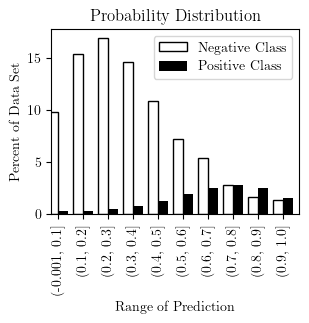 Probability Distribution
Negative Class
Positive Class
Percent of Data Set
15
10
5
0
(-0.001, 0.1]
(0.1, 0.2]
(0.2, 0.3]
(0.3, 0.4]
(0.4, 0.5]
(0.5, 0.6]
(0.6, 0.7]
(0.7, 0.8]
(0.8, 0.9]
(0.9, 1.0]
Range of Prediction